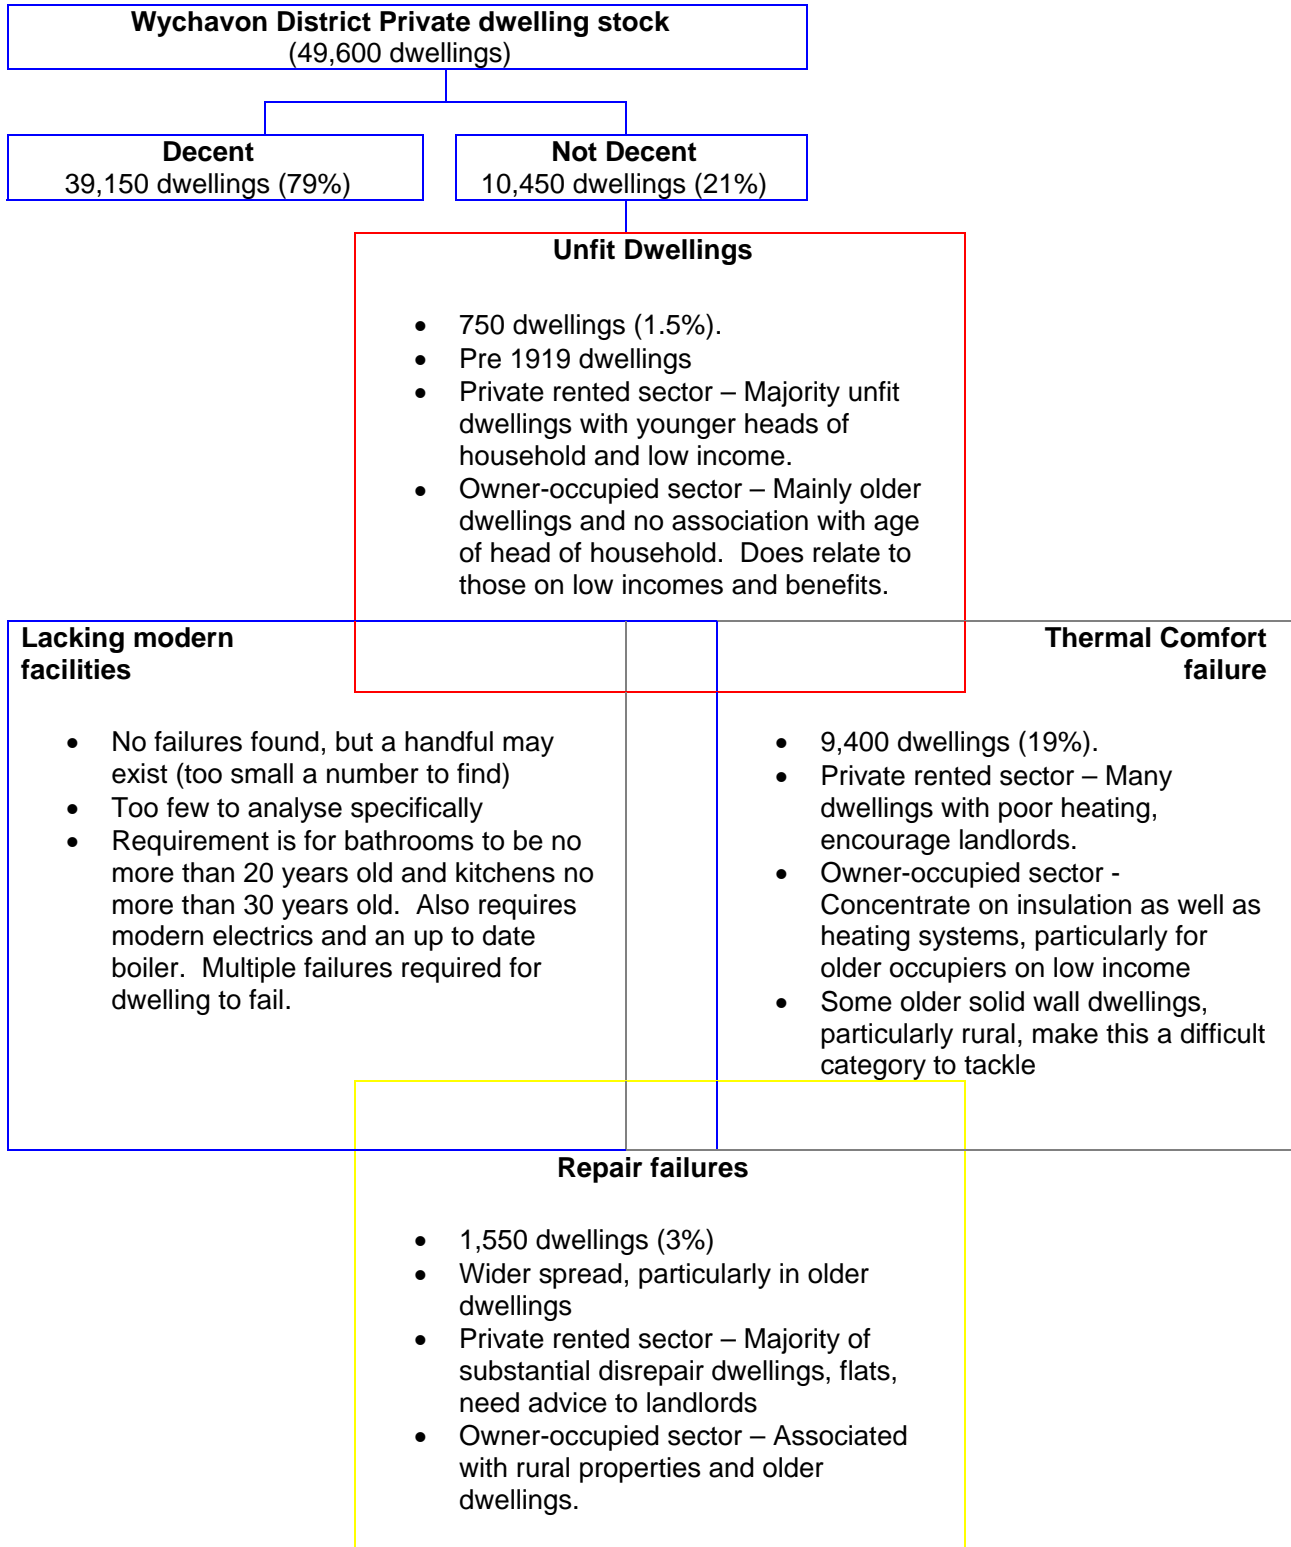 Wychavon District Private dwelling stock
(49,600 dwellings)
Decent
39,150 dwellings (79%)
Not Decent
10,450 dwellings (21%)
Unfit Dwellings
• 750 dwellings (1.5%).
• Pre 1919 dwellings
• Private rented sector – Majority unfit
dwellings with younger heads of
household and low income.
• Owner-occupied sector – Mainly older
dwellings and no association with age
of head of household.  Does relate to
those on low incomes and benefits.
Lacking modern
facilities
• No failures found, but a handful may
exist (too small a number to find)
• Too few to analyse specifically
• Requirement is for bathrooms to be no
more than 20 years old and kitchens no
more than 30 years old.  Also requires
modern electrics and an up to date
boiler.  Multiple failures required for
dwelling to fail.
Thermal Comfort
failure
• 9,400 dwellings (19%).
• Private rented sector – Many
dwellings with poor heating,
encourage landlords.
• Owner-occupied sector -
Concentrate on insulation as well as
heating systems, particularly for
older occupiers on low income
• Some older solid wall dwellings,
particularly rural, make this a difficult
category to tackle
Repair failures
• 1,550 dwellings (3%)
• Wider spread, particularly in older
dwellings
• Private rented sector – Majority of
substantial disrepair dwellings, flats,
need advice to landlords
• Owner-occupied sector – Associated
with rural properties and older
dwellings.